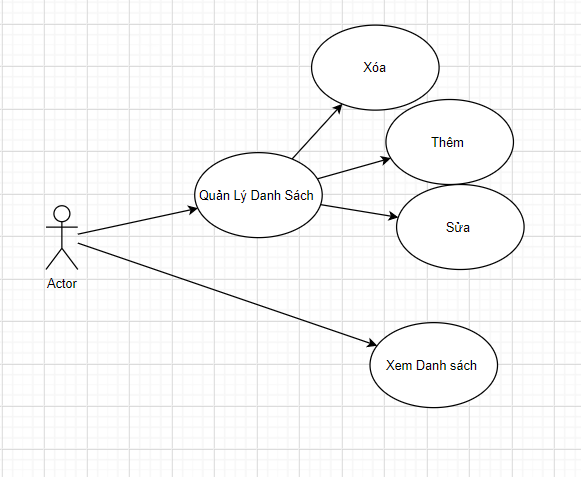 Xóa
Thêm
Quản Lý Danh Sách
Sửa
Actor
Xem Danh sách